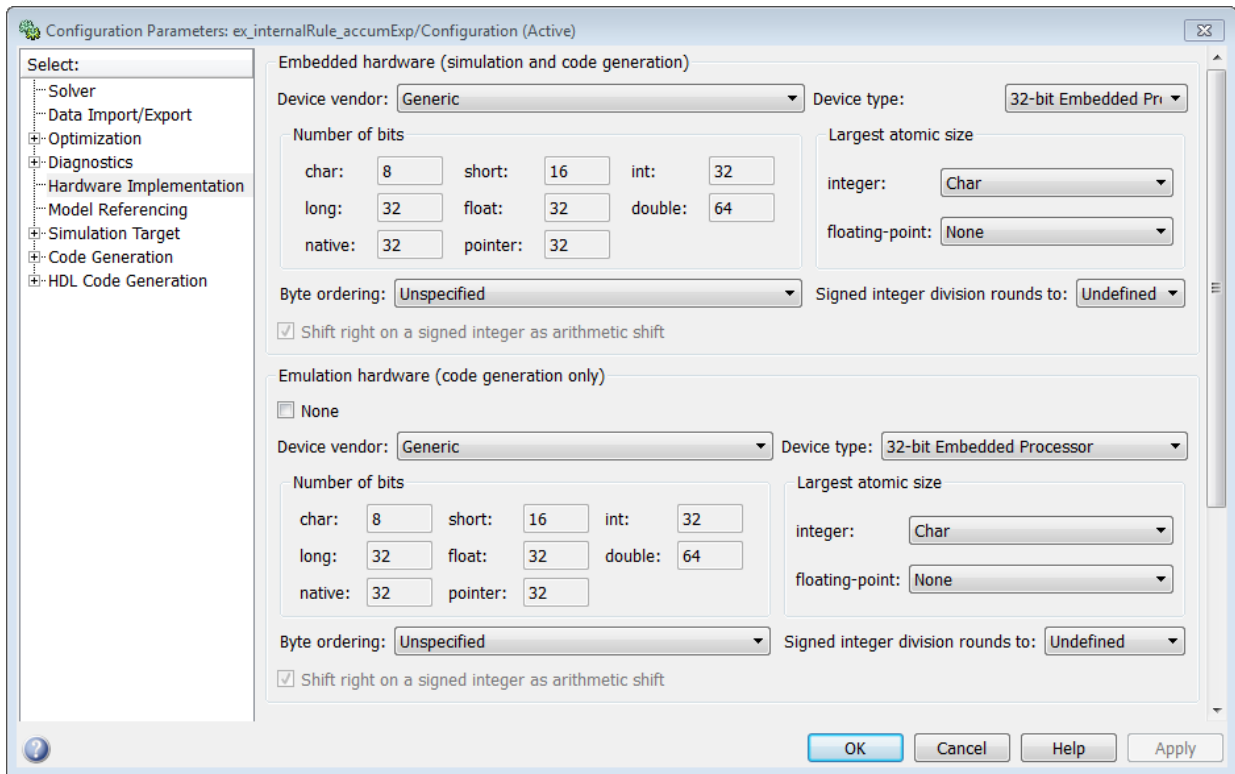 Configuration Parameters: ex_internalRule_accumExp/Configuration (Active)
Select:
Solver
Data Import/Export
Optimization
Diagnostics
Hardware Implementation
Model Referencing
Simulation Target
Code Generation
HDL Code Generation
Embedded hardware (simulation and code generation)
Device vendor: Generic Device type: 32-bit Embedded Pr
Number of bits
char: 8 short: 16 int: 32
long: 32 float: 32 double: 64
native: 32 pointer: 32
Largest atomic size
integer: Char
floating-point: None
Byte ordering: Unspecified Signed integer division rounds to: Undefined
Shift right on a signed integer as arithmetic shift
Emulation hardware (code generation only)
None
Device vendor: Generic Device type: 32-bit Embedded Processor
Number of bits
char: 8 short: 16 int: 32
long: 32 float: 32 double: 64
native: 32 pointer: 32
Largest atomic size
integer: Char
floating-point: None
Byte ordering: Unspecified Signed integer division rounds to: Undefined
Shift right on a signed integer as arithmetic shift
? OK Cancel Help Apply